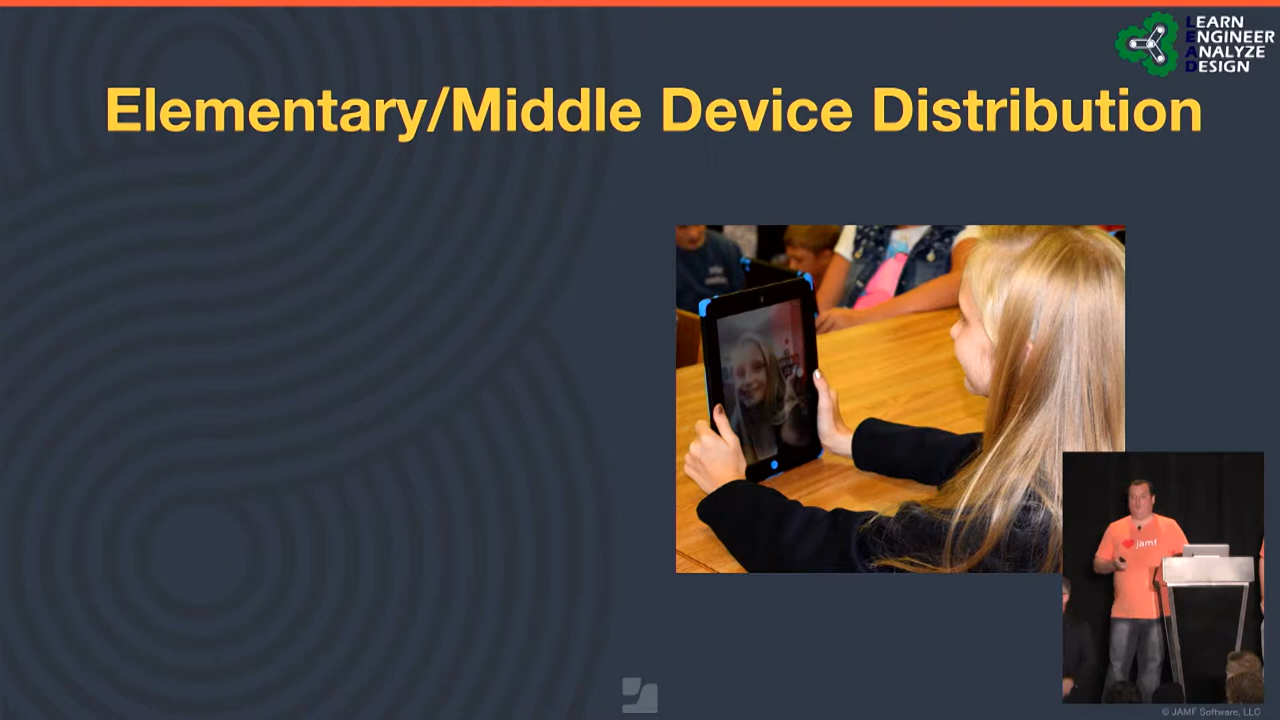 LEARN
ENGINEER
ANALYZE
DESIGN
Elementary/Middle Device Distribution
jamf
© JAMF Software, LLC